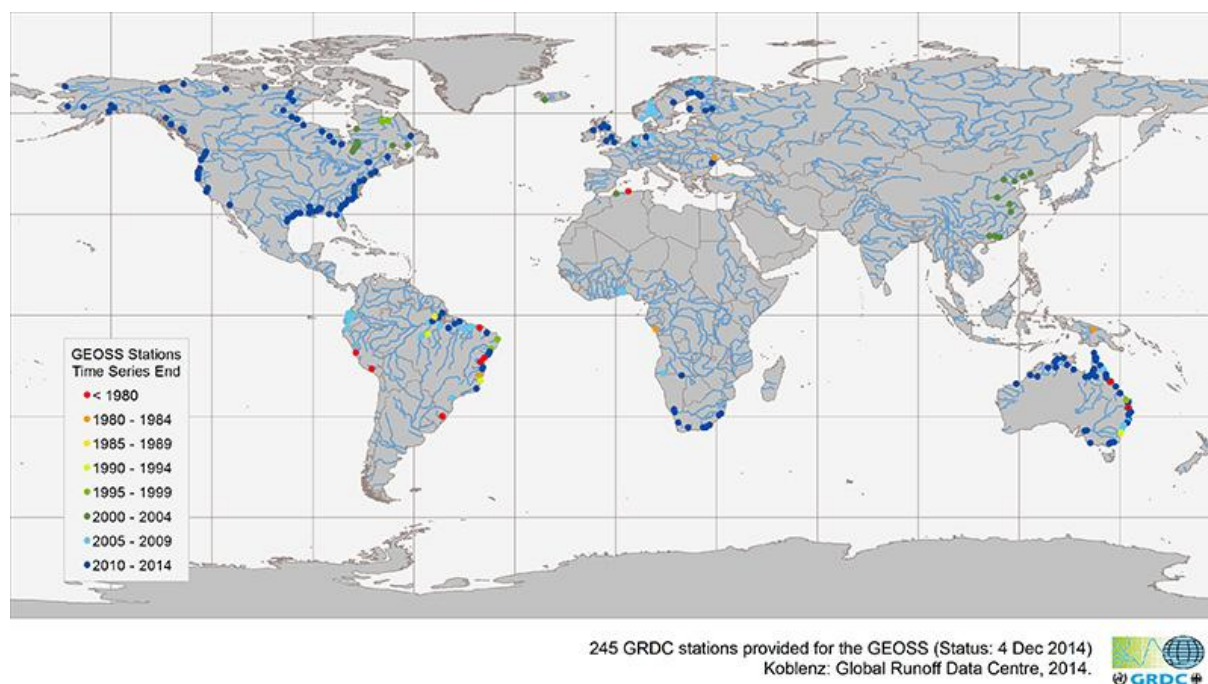 GEOSS Stations
Time Series End
< 1980
1980 - 1984
1985 - 1989
1990 - 1994
1995 - 1999
2000 - 2004
2005 - 2009
2010 - 2014
245 GRDC stations provided for the GEOSS (Status: 4 Dec 2014)
Koblenz: Global Runoff Data Centre, 2014.
GRDC